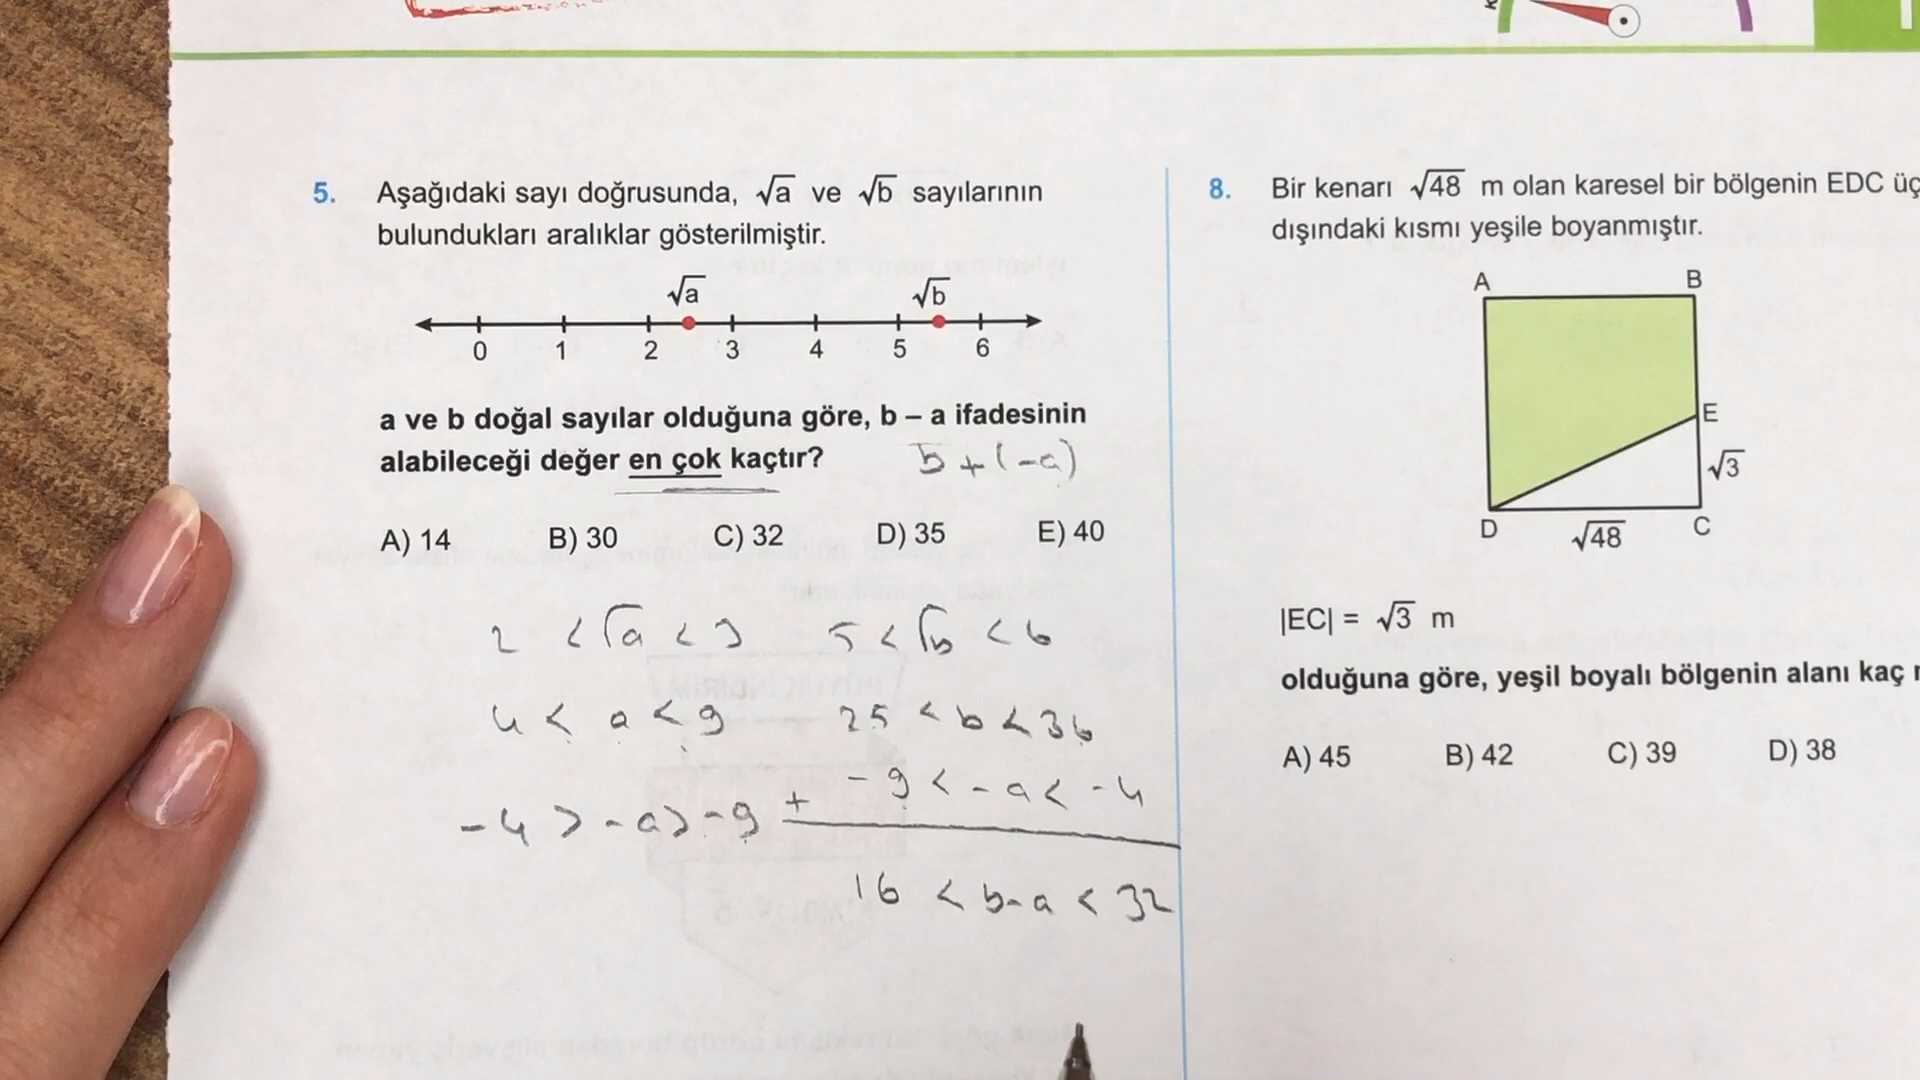 5. Aşağıdaki sayı doğrusunda, √a ve √b sayılarının
bulundukları aralıklar gösterilmiştir.
√a √b
0 1 2 3 4 5 6
a ve b doğal sayılar olduğuna göre, b – a ifadesinin
alabileceği değer en çok kaçtır?
b + (-a)
A) 14 B) 30 C) 32 D) 35 E) 40
2 < √a < 3 5 < √b < 6
4 < a < 9 25 < b < 36
-9 < -a < -4
-4 > -a > -9 +
16 < b-a < 32
8. Bir kenarı √48 m olan karesel bir bölgenin EDC
dışındaki kısmı yeşile boyanmıştır.
A B
E
√3
D √48 C
|EC| = √3 m
olduğuna göre, yeşil boyalı bölgenin alanı kaç
A) 45 B) 42 C) 39 D) 38